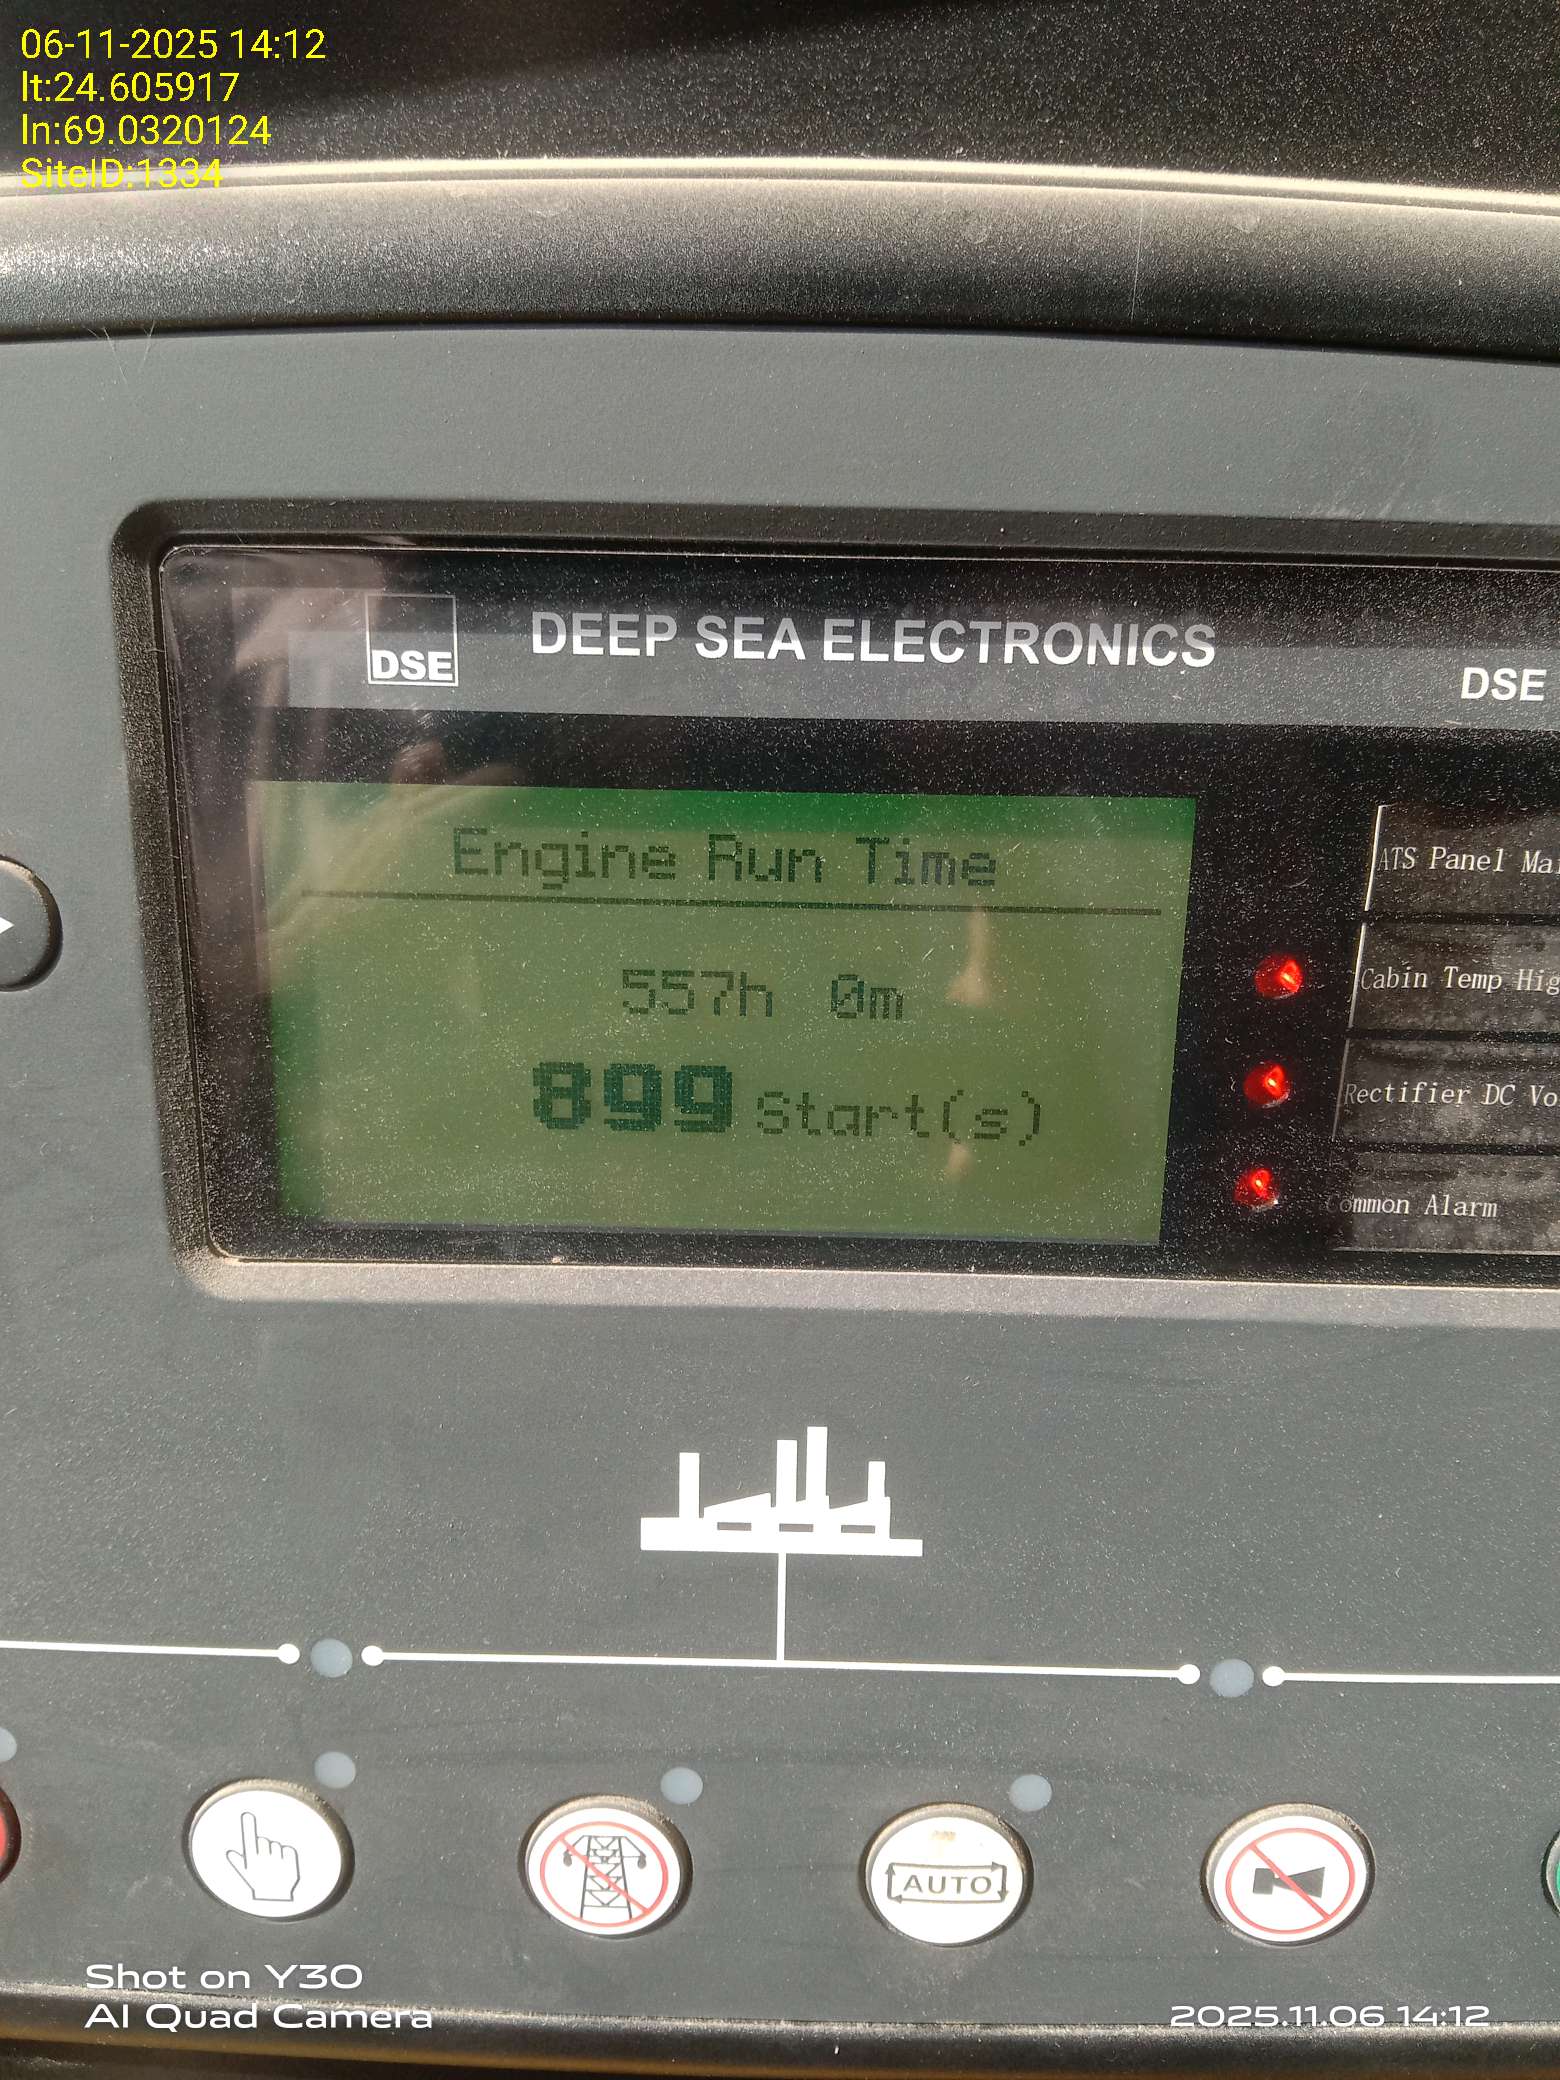 06-11-2025 14:12
lt:24.605917
ln:69.0320124
SiteID:1334
DSE
DEEP SEA ELECTRONICS
DSE
Engine Run Time
557h 0m
899 Start(s)
ATS Panel
Cabin Temp
Rectifier DC
Common Alarm
AUTO
Shot on Y30
AI Quad Camera
2025.11.06 14:12